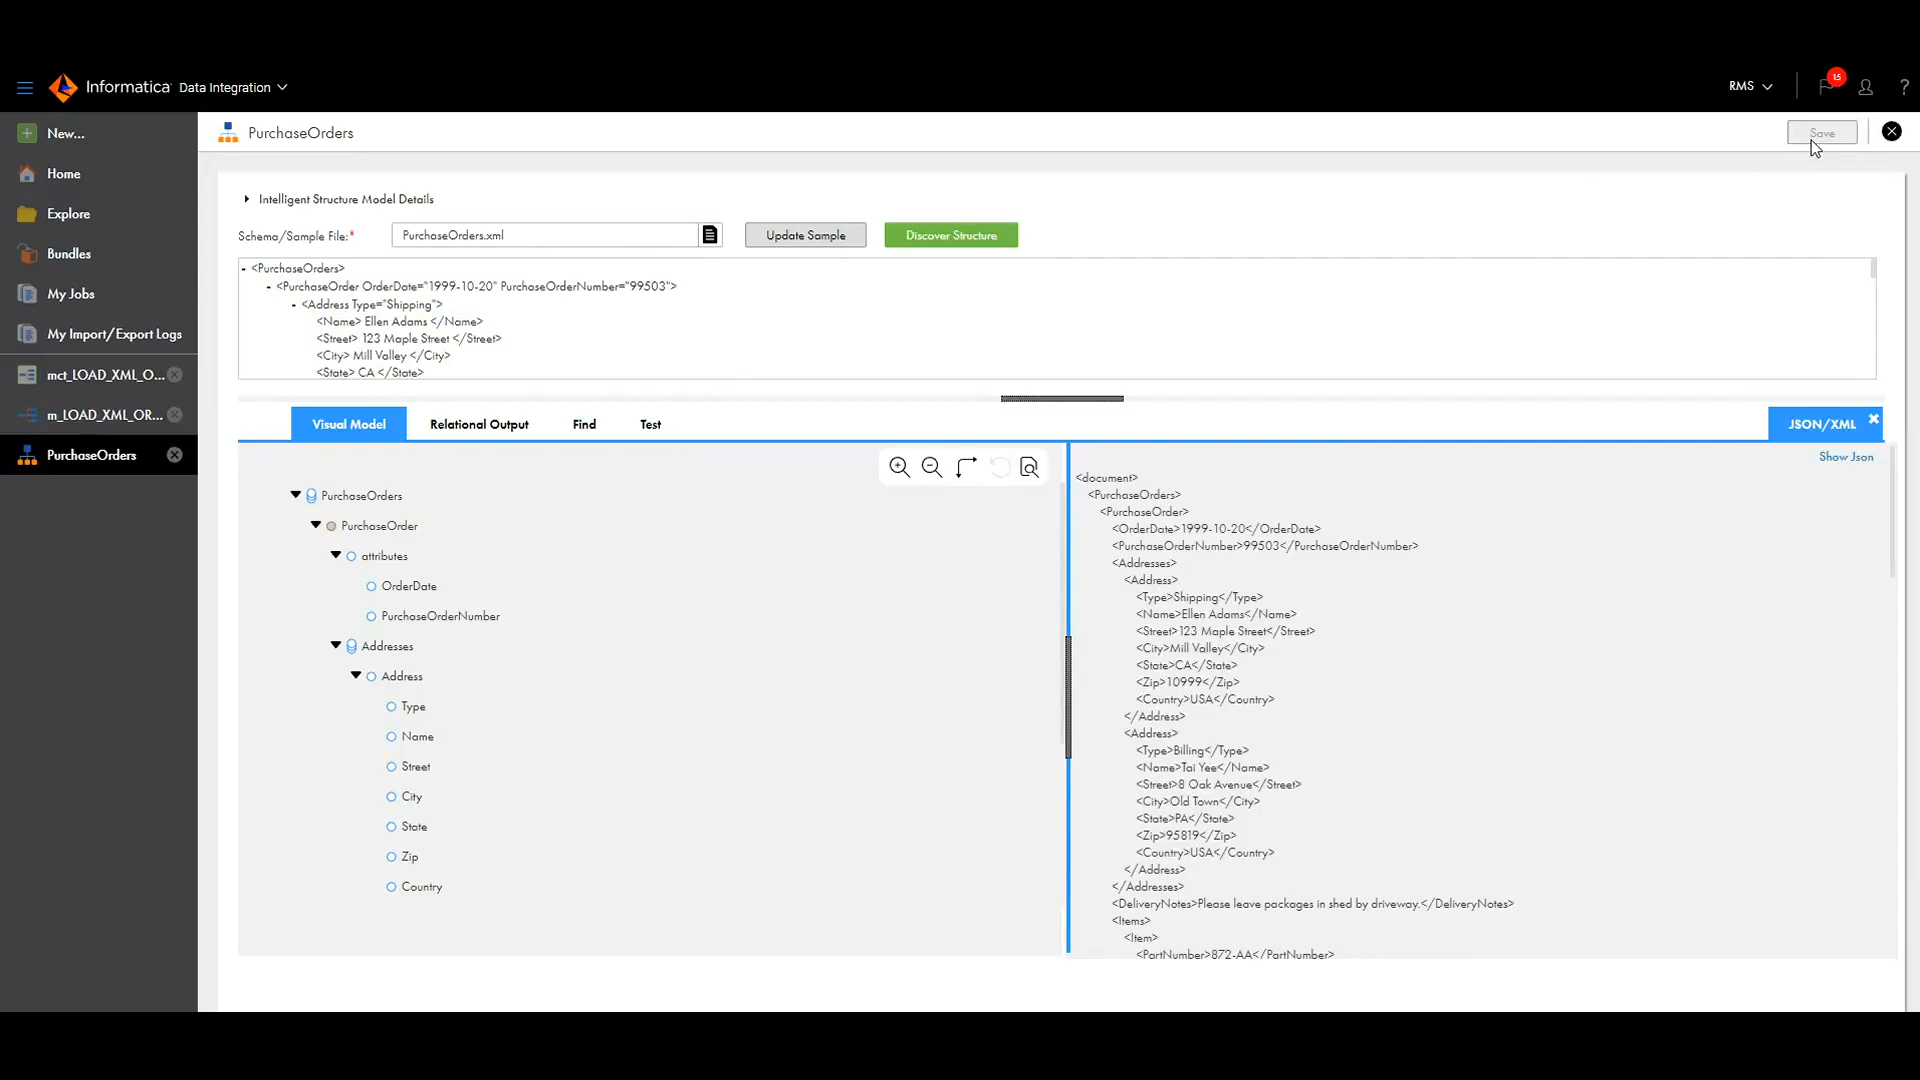 Informatica Data Integration
RMS
15
?
New...
Home
Explore
Bundles
My Jobs
My Import/Export Logs
mct_LOAD_XML_O...
m_LOAD_XML_OR...
PurchaseOrders
PurchaseOrders
Save
Intelligent Structure Model Details
Schema/Sample File:*
PurchaseOrders.xml
Update Sample
Discover Structure
- <PurchaseOrders>
- <PurchaseOrder OrderDate="1999-10-20" PurchaseOrderNumber="99503">
- <Address Type="Shipping">
<Name> Ellen Adams </Name>
<Street> 123 Maple Street </Street>
<City> Mill Valley </City>
<State> CA </State>
Visual Model
Relational Output
Find
Test
JSON/XML
Show Json
PurchaseOrders
PurchaseOrder
attributes
OrderDate
PurchaseOrderNumber
Addresses
Address
Type
Name
Street
City
State
Zip
Country
<document>
<PurchaseOrders>
<PurchaseOrder>
<OrderDate>1999-10-20</OrderDate>
<PurchaseOrderNumber>99503</PurchaseOrderNumber>
<Addresses>
<Address>
<Type>Shipping</Type>
<Name>Ellen Adams</Name>
<Street>123 Maple Street</Street>
<City>Mill Valley</City>
<State>CA</State>
<Zip>10999</Zip>
<Country>USA</Country>
</Address>
<Address>
<Type>Billing</Type>
<Name>Tai Yee</Name>
<Street>8 Oak Avenue</Street>
<City>Old Town</City>
<State>PA</State>
<Zip>95819</Zip>
<Country>USA</Country>
</Address>
</Addresses>
<DeliveryNotes>Please leave packages in shed by driveway.</DeliveryNotes>
<Items>
<Item>
<PartNumber>872-AA</PartNumber>